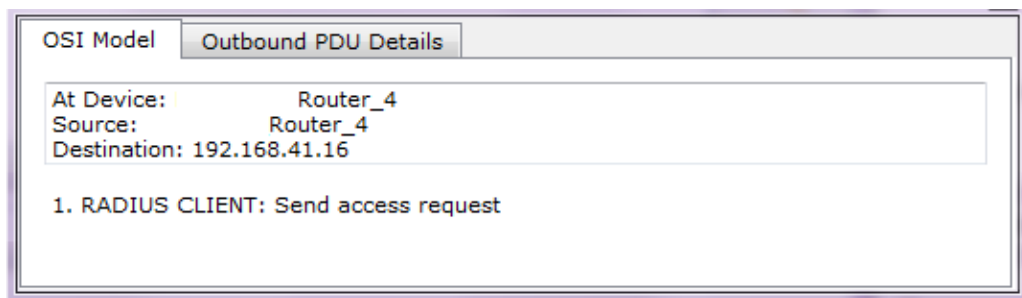 OSI Model
Outbound PDU Details
At Device: Router_4
Source: Router_4
Destination: 192.168.41.16
1. RADIUS CLIENT: Send access request